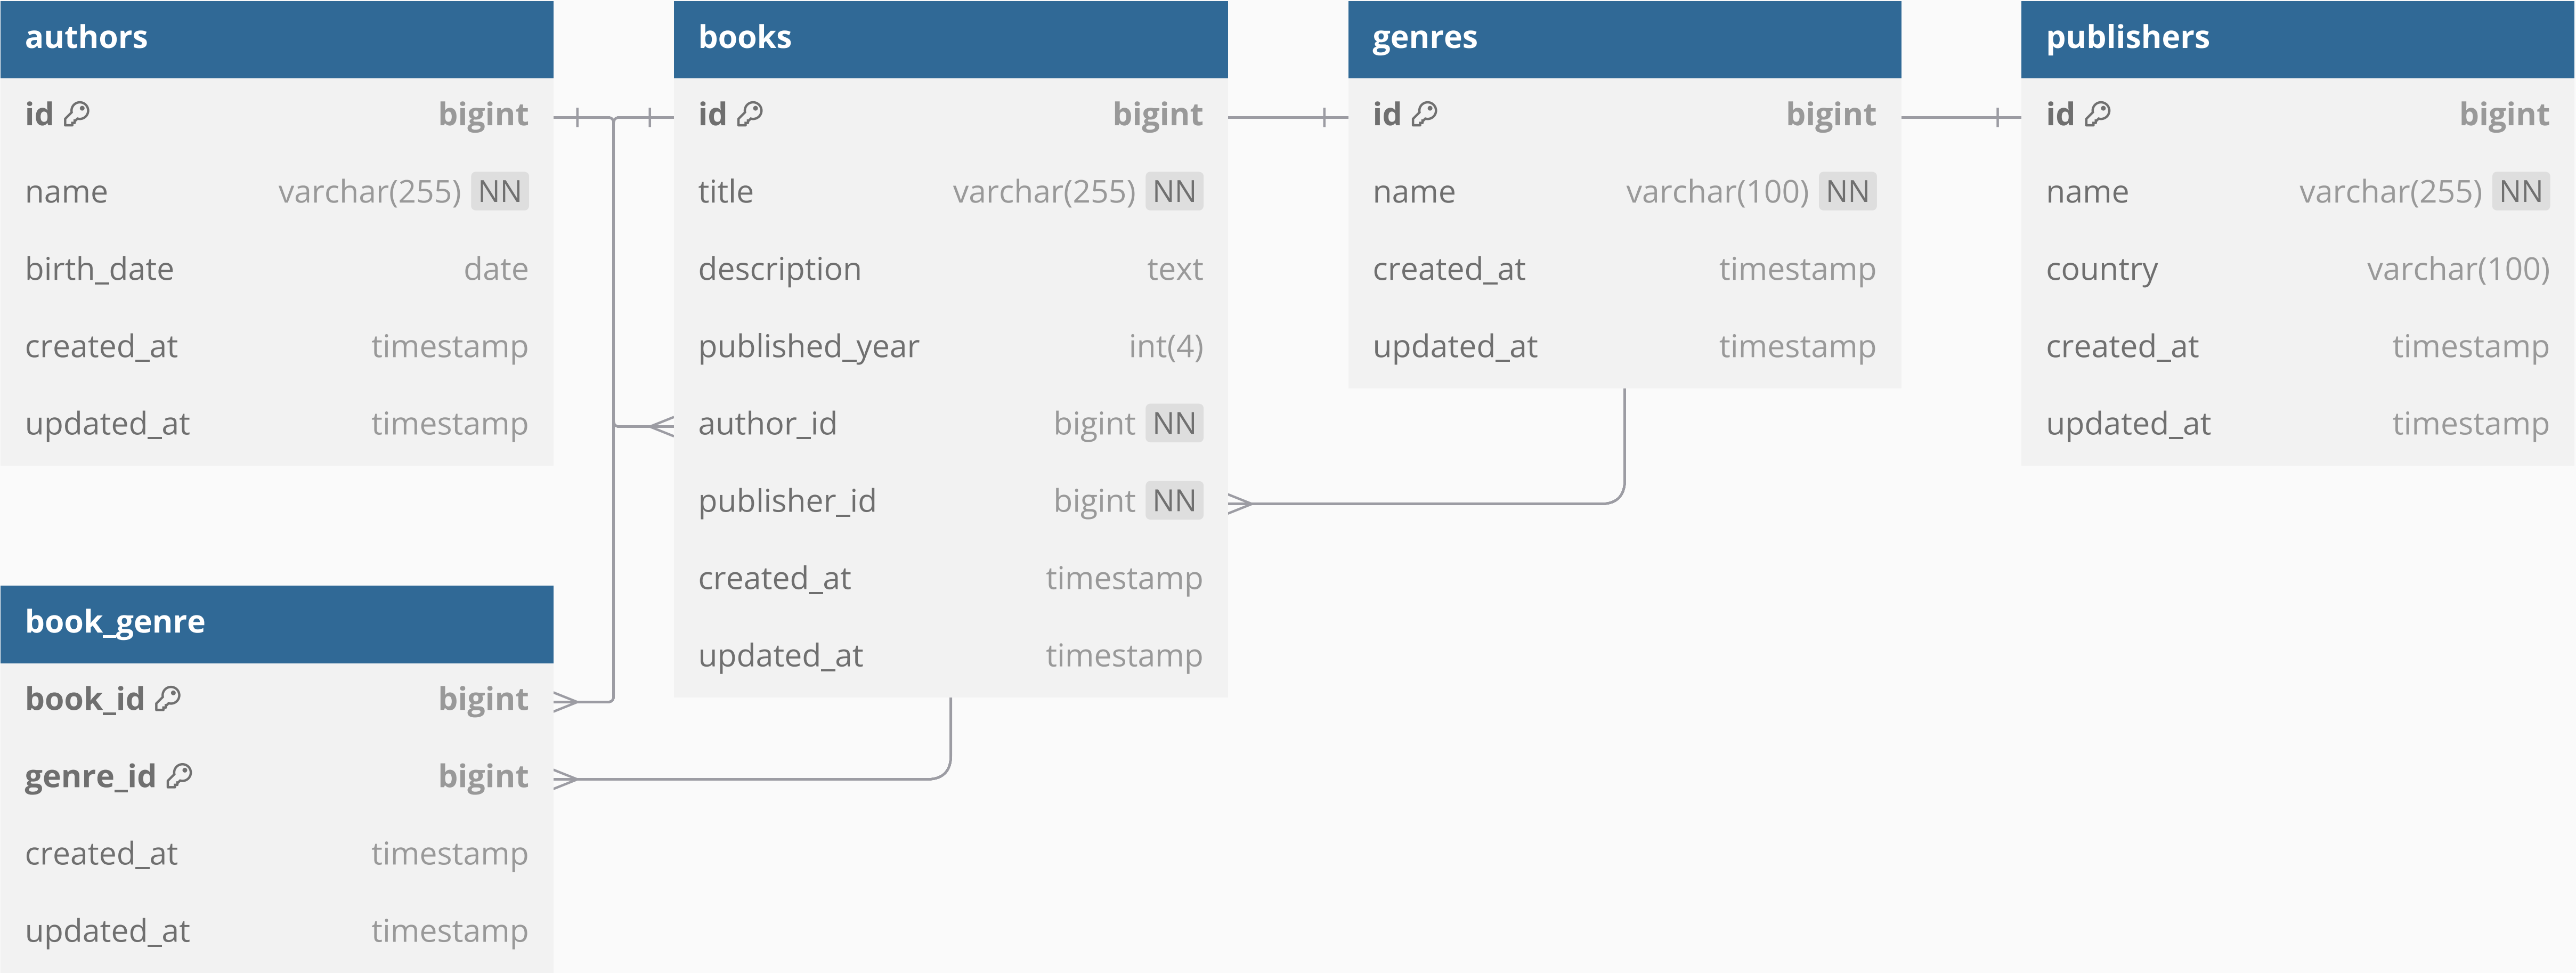 authors
id bigint
name varchar(255) NN
birth_date date
created_at timestamp
updated_at timestamp
books
id bigint
title varchar(255) NN
description text
published_year int(4)
author_id bigint NN
publisher_id bigint NN
created_at timestamp
updated_at timestamp
genres
id bigint
name varchar(100) NN
created_at timestamp
updated_at timestamp
publishers
id bigint
name varchar(255) NN
country varchar(100)
created_at timestamp
updated_at timestamp
book_genre
book_id bigint
genre_id bigint
created_at timestamp
updated_at timestamp